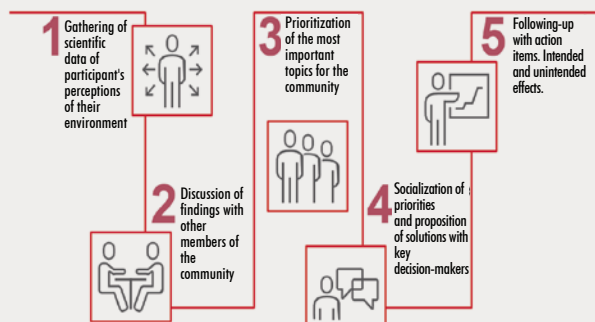 1 Gathering of
scientific
data of
participant's
perceptions
of their
environment
2 Discussion of
findings with
other
members of
the
community
3 Prioritization
of the most
important
topics for the
community
4 Socialization of
priorities
and proposition
of solutions with
key
decision-makers
5 Following-up
with action
items. Intended
and unintended
effects.